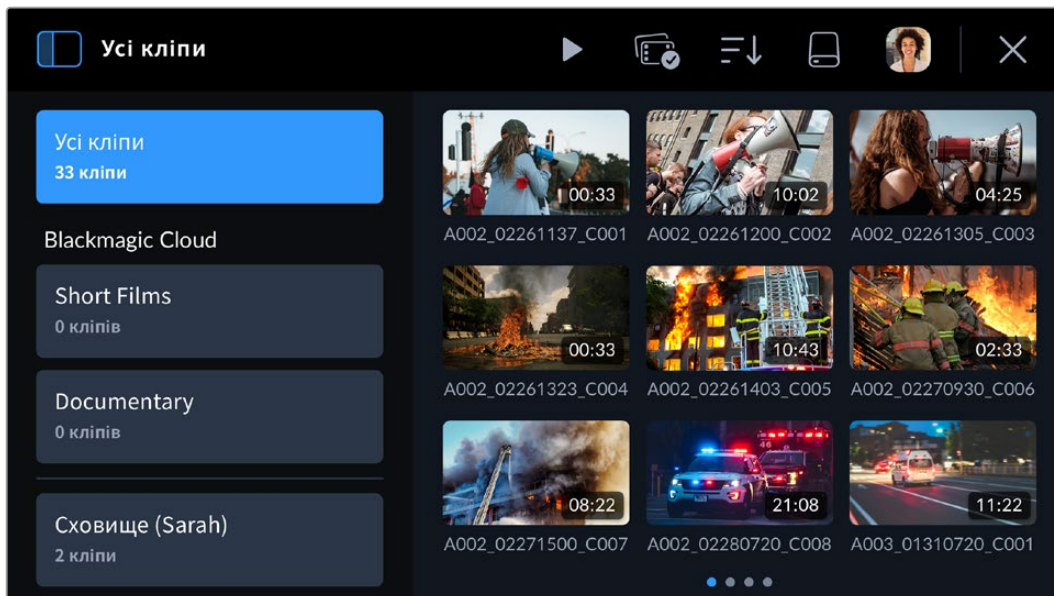 Усі кліпи
Усі кліпи
33 кліпи
Blackmagic Cloud
Short Films
0 кліпів
Documentary
0 кліпів
Сховище (Sarah)
2 кліпи
00:33
10:02
04:25
A002_02261137_C001
A002_02261200_C002
A002_02261305_C003
00:33
10:43
02:33
A002_02261323_C004
A002_02261403_C005
A002_02270930_C006
08:22
21:08
11:22
A002_02271500_C007
A002_02280720_C008
A003_01310720_C001